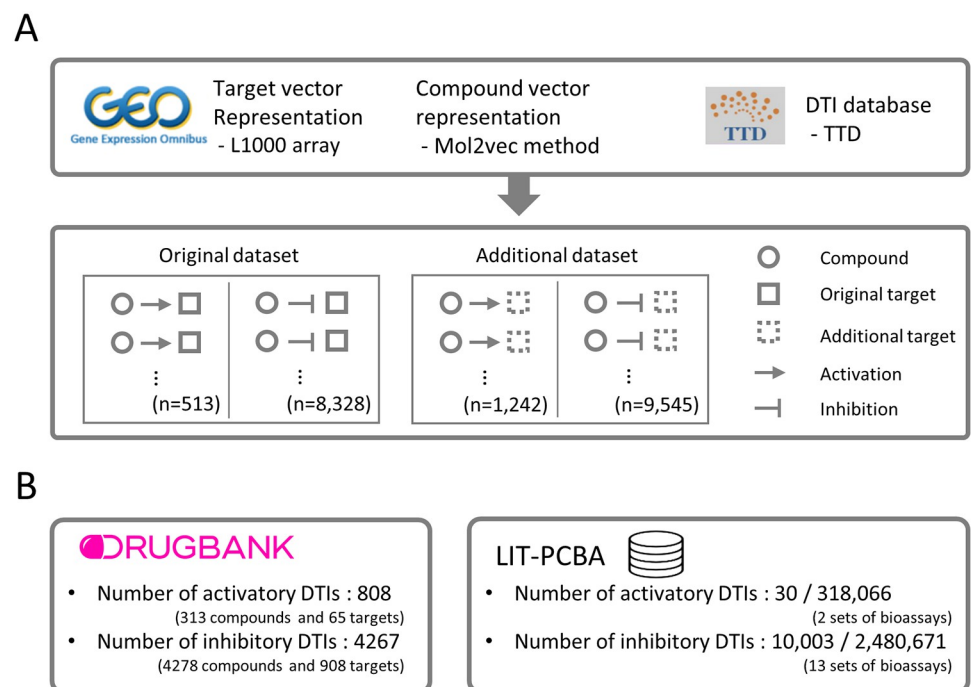 A
GEO
Gene Expression Omnibus
Target vector
Representation
- L1000 array
Compound vector
representation
- Mol2vec method
TTD
DTI database
- TTD
Original dataset
(n=513)
(n=8,328)
Additional dataset
(n=1,242)
(n=9,545)
Compound
Original target
Additional target
Activation
Inhibition
B
DRUGBANK
• Number of activatory DTIs : 808
(313 compounds and 65 targets)
• Number of inhibitory DTIs : 4267
(4278 compounds and 908 targets)
LIT-PCBA
• Number of activatory DTIs : 30 / 318,066
(2 sets of bioassays)
• Number of inhibitory DTIs : 10,003 / 2,480,671
(13 sets of bioassays)